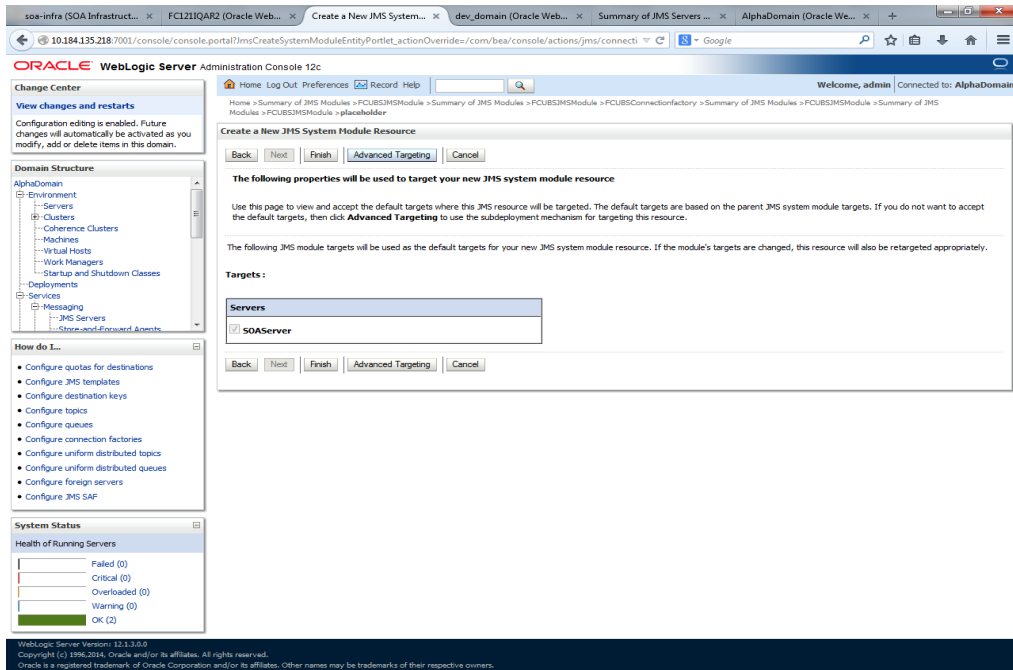 soa-infra (SOA Infrastruct... × FC121IQAR2 (Oracle Web... × Create a New JMS System... × dev_domain (Oracle Web... × Summary of JMS Servers ... × AlphaDomain (Oracle We... × +
10.184.135.218:7001/console/console.portal?JmsCreateSystemModuleEntityPortlet_actionOverride=/com/bea/console/actions/jms/connecti Google
ORACLE WebLogic Server Administration Console 12c
Change Center
View changes and restarts
Configuration editing is enabled. Future
changes will automatically be activated as you
modify, add or delete items in this domain.
Domain Structure
AlphaDomain
Environment
Servers
Clusters
Coherence Clusters
Machines
Virtual Hosts
Work Managers
Startup and Shutdown Classes
Deployments
Services
Messaging
JMS Servers
Store-and-Forward Agents
How do I...
Configure quotas for destinations
Configure JMS templates
Configure destination keys
Configure topics
Configure queues
Configure connection factories
Configure uniform distributed topics
Configure uniform distributed queues
Configure foreign servers
Configure JMS SAF
System Status
Health of Running Servers
Failed (0)
Critical (0)
Overloaded (0)
Warning (0)
OK (2)
Home Log Out Preferences Record Help
Welcome, admin Connected to: AlphaDomain
Home >Summary of JMS Modules >FCUBSJMSModule >Summary of JMS Modules >FCUBSJMSModule >FCUBSConnectionfactory >Summary of JMS Modules >FCUBSJMSModule >Summary of JMS
Modules >FCUBSJMSModule >placeholder
Create a New JMS System Module Resource
Back Next Finish Advanced Targeting Cancel
The following properties will be used to target your new JMS system module resource
Use this page to view and accept the default targets where this JMS resource will be targeted. The default targets are based on the parent JMS system module targets. If you do not want to accept
the default targets, then click Advanced Targeting to use the subdeployment mechanism for targeting this resource.
The following JMS module targets will be used as the default targets for your new JMS system module resource. If the module's targets are changed, this resource will also be retargeted appropriately.
Targets :
Servers
SOAServer
Back Next Finish Advanced Targeting Cancel
WebLogic Server Version: 12.1.3.0.0
Copyright (c) 1996,2014, Oracle and/or its affiliates. All rights reserved.
Oracle is a registered trademark of Oracle Corporation and/or its affiliates. Other names may be trademarks of their respective owners.